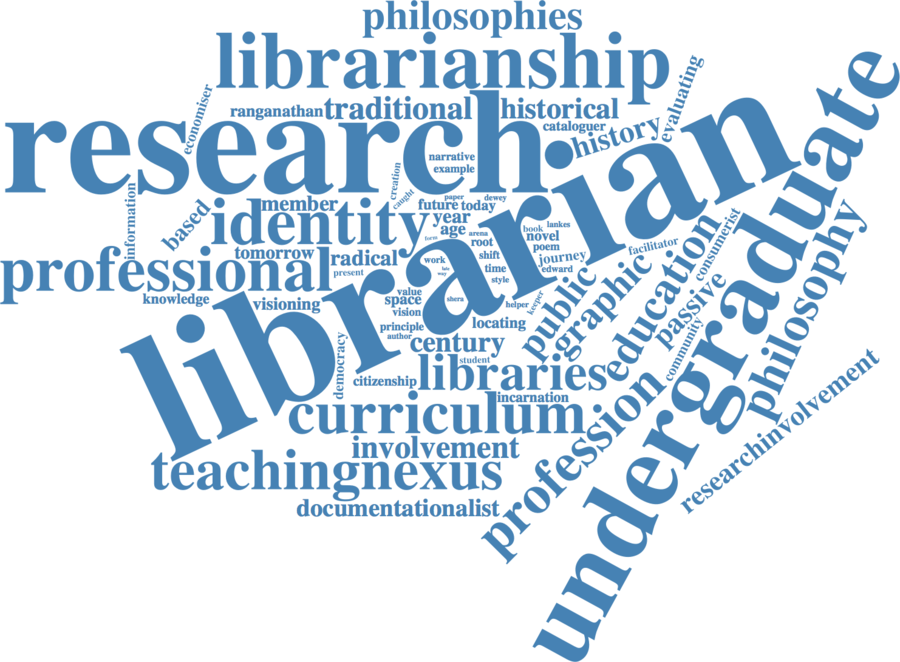 philosophies
librarianship
economiser
evaluating
ranganathan
traditional
historical
cataloguer
history
research
narrative
example
creation
caught
paper
dewey
undergraduate
librarian
information
based
member
identity
future
today
year
age
arena
form
root
book
lankes
novel
poem
facilitator
consumerist
philosophy
tomorrow
radical
professional
present
work
late
way
shift
time
style
journey
edward
public
graphic
education
passive
community
knowledge
visioning
value
space
vision
shera
helper
keeper
principle
author
locating
century
student
democracy
citizenship
libraries
incarnation
curriculum
profession
involvement
researchinvolvement
teachingnexus
documentationalist